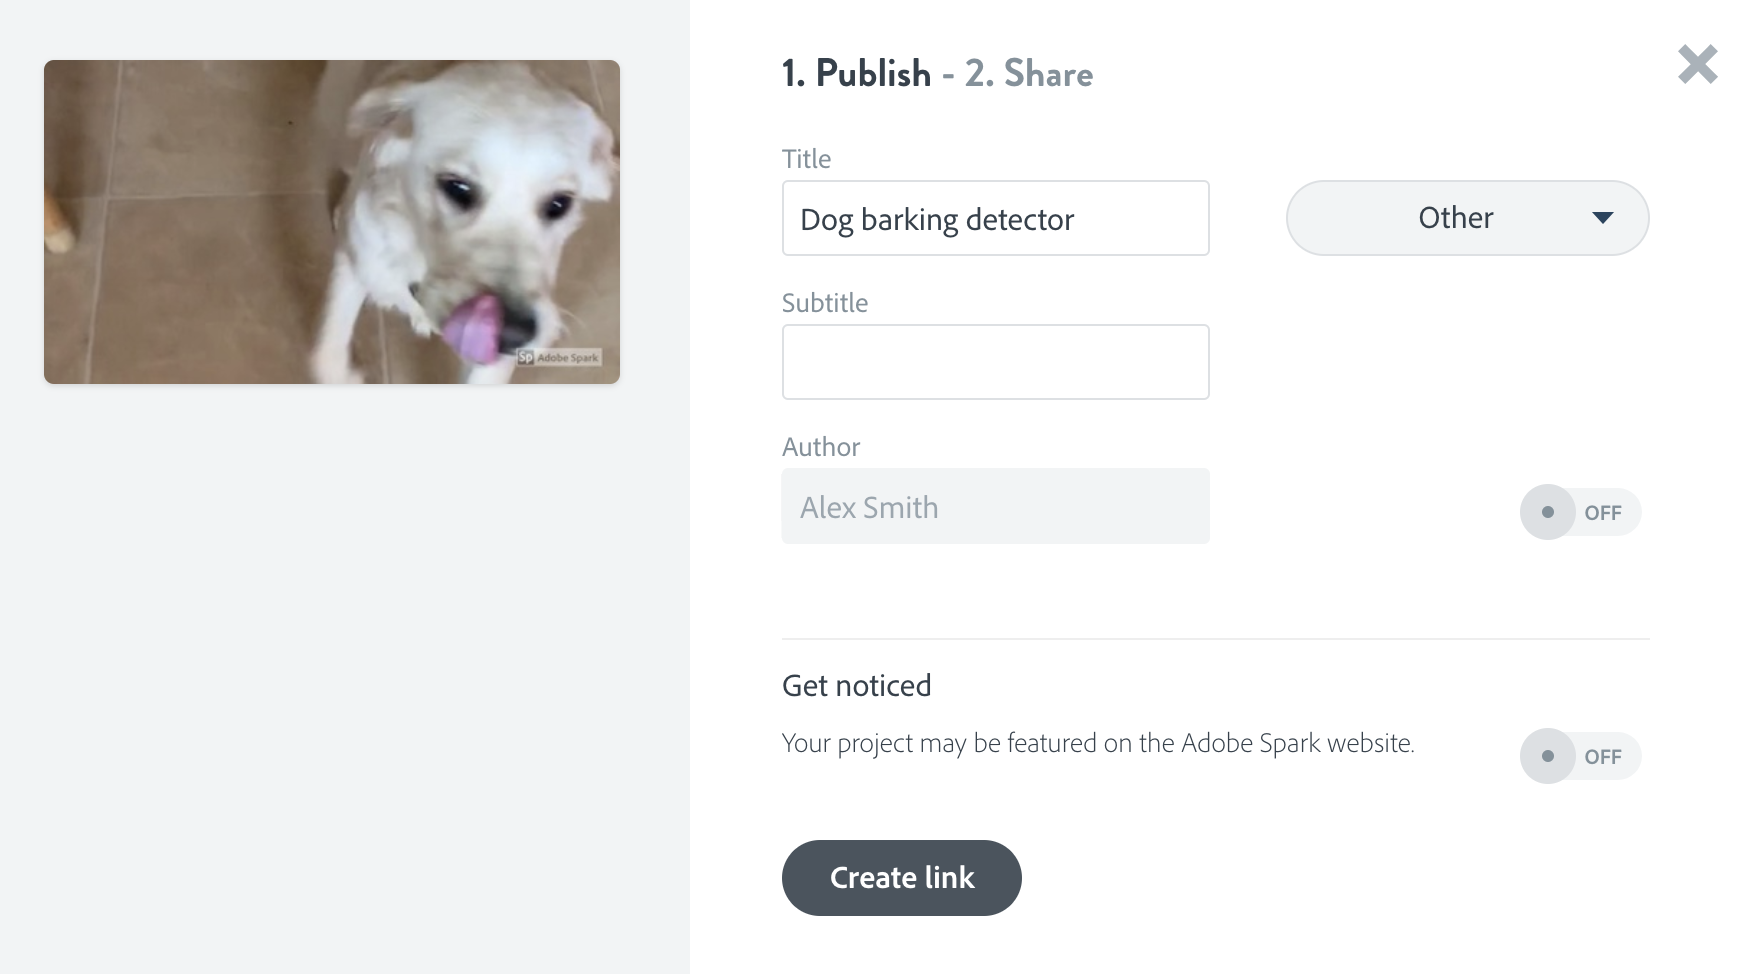 1. Publish - 2. Share
Title
Dog barking detector
Other
Subtitle
Author
Alex Smith
OFF
Get noticed
Your project may be featured on the Adobe Spark website.
OFF
Create link
Sp Adobe Spark